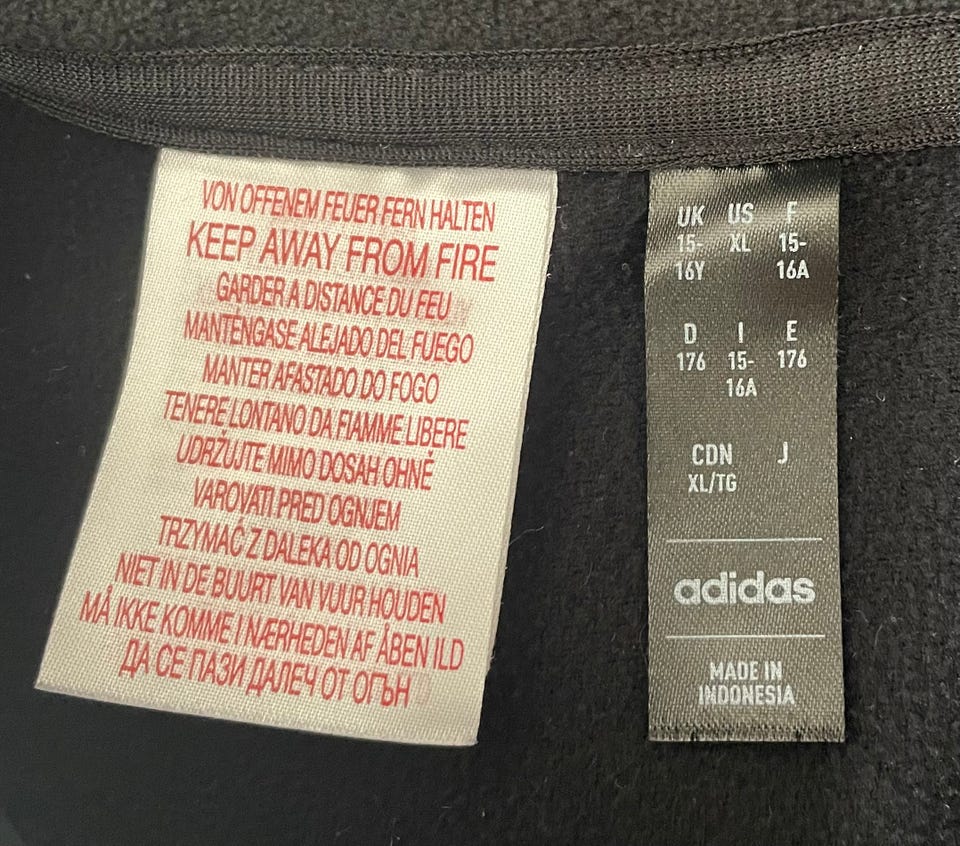 VON OFFENEM FEUER FERN HALTEN
KEEP AWAY FROM FIRE
GARDER A DISTANCE DU FEU
MANTÉNGASE ALEJADO DEL FUEGO
MANTER AFASTADO DO FOGO
TENERE LONTANO DA FIAMME LIBERE
UDRŽUJTE MIMO DOSAH OHNĚ
VAROVATI PRED OGNJEM
TRZYMAĆ Z DALEKA OD OGNIA
NIET IN DE BUURT VAN VUUR HOUDEN
MÅ IKKE KOMME I NÆRHEDEN AF ÅBEN ILD
ДА СЕ ПАЗИ ДАЛЕЧ ОТ ОГЪН
UK US F
15- XL 15-
16Y 16A
D I E
176 15- 176
16A
CDN J
XL/TG
adidas
MADE IN
INDONESIA